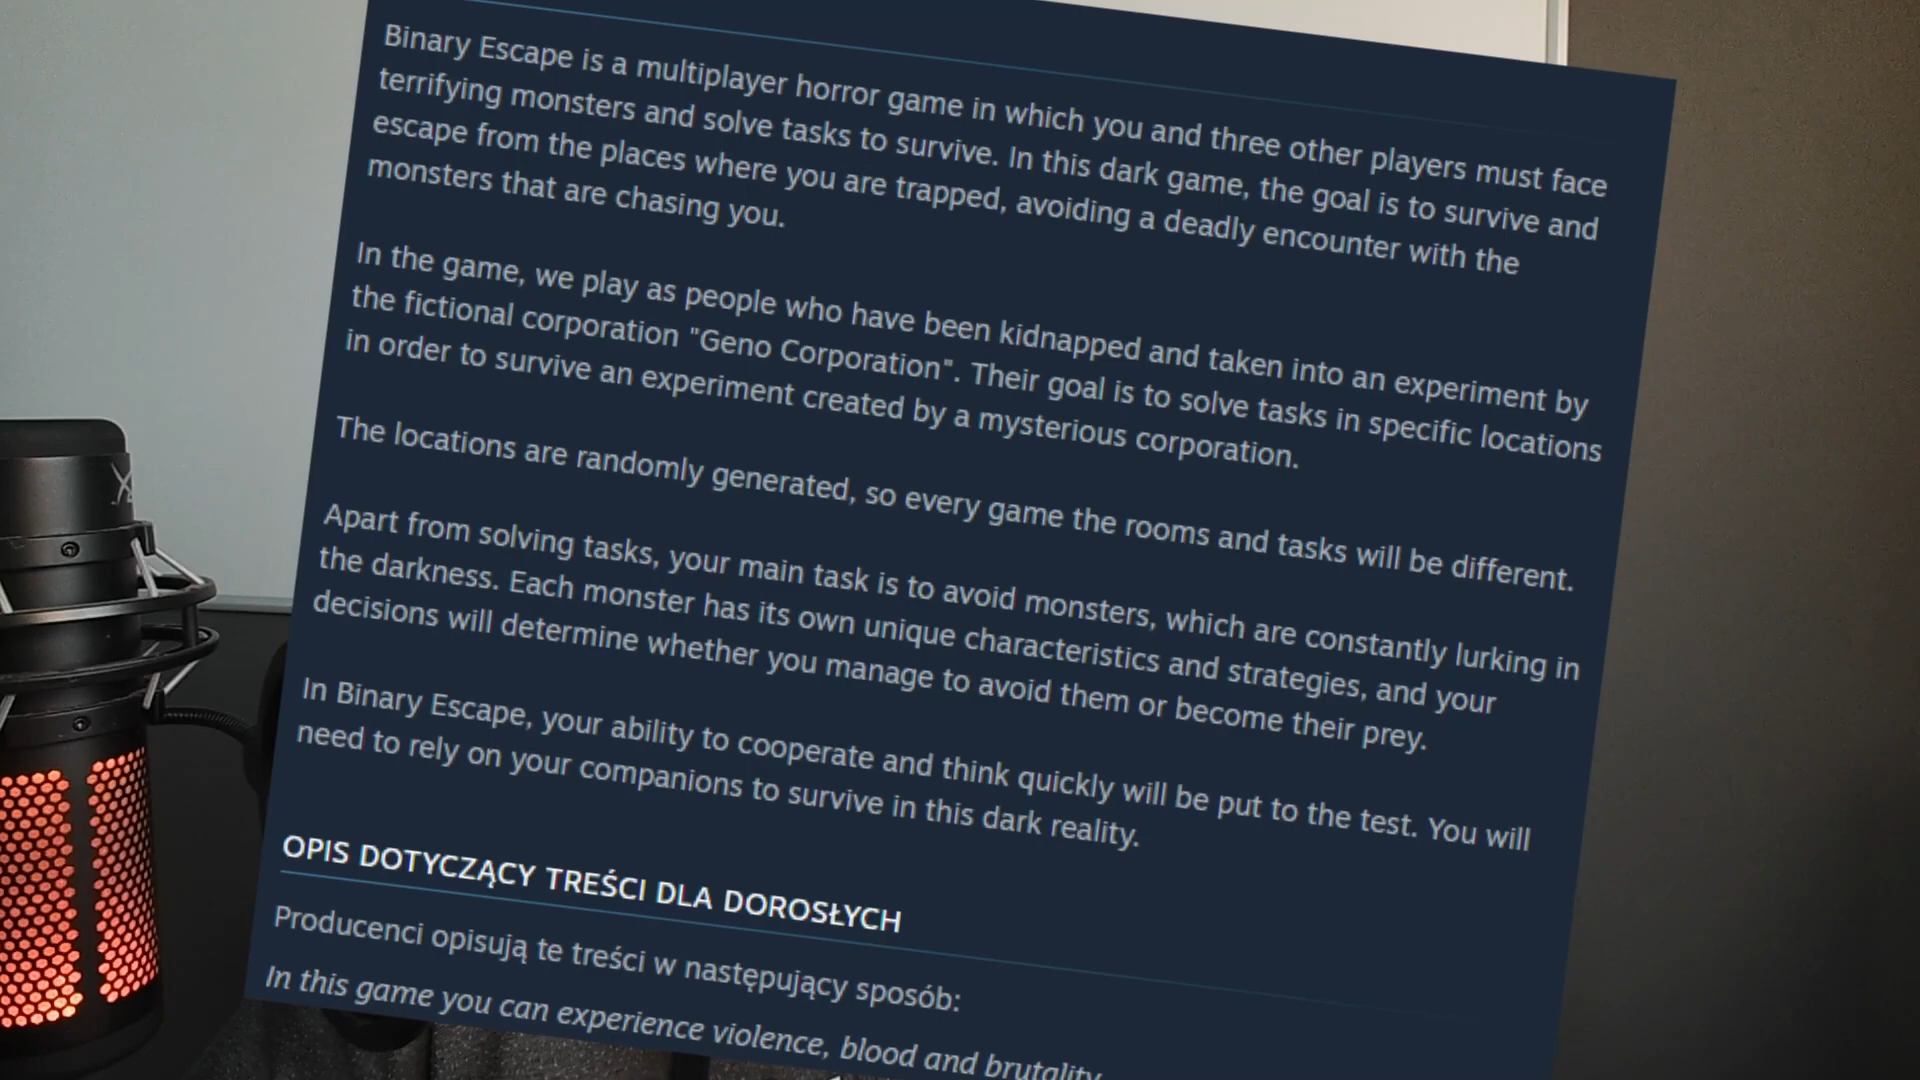 Binary Escape is a multiplayer horror game in which you and three other players must face
terrifying monsters and solve tasks to survive. In this dark game, the goal is to survive and
escape from the places where you are trapped, avoiding a deadly encounter with the
monsters that are chasing you.
In the game, we play as people who have been kidnapped and taken into an experiment by
the fictional corporation "Geno Corporation". Their goal is to solve tasks in specific locations
in order to survive an experiment created by a mysterious corporation.
The locations are randomly generated, so every game the rooms and tasks will be different.
Apart from solving tasks, your main task is to avoid monsters, which are constantly lurking in
the darkness. Each monster has its own unique characteristics and strategies, and your
decisions will determine whether you manage to avoid them or become their prey.
In Binary Escape, your ability to cooperate and think quickly will be put to the test. You will
need to rely on your companions to survive in this dark reality.
OPIS DOTYCZĄCY TREŚCI DLA DOROSŁYCH
Producenci opisują te treści w następujący sposób:
In this game you can experience violence, blood and brutality